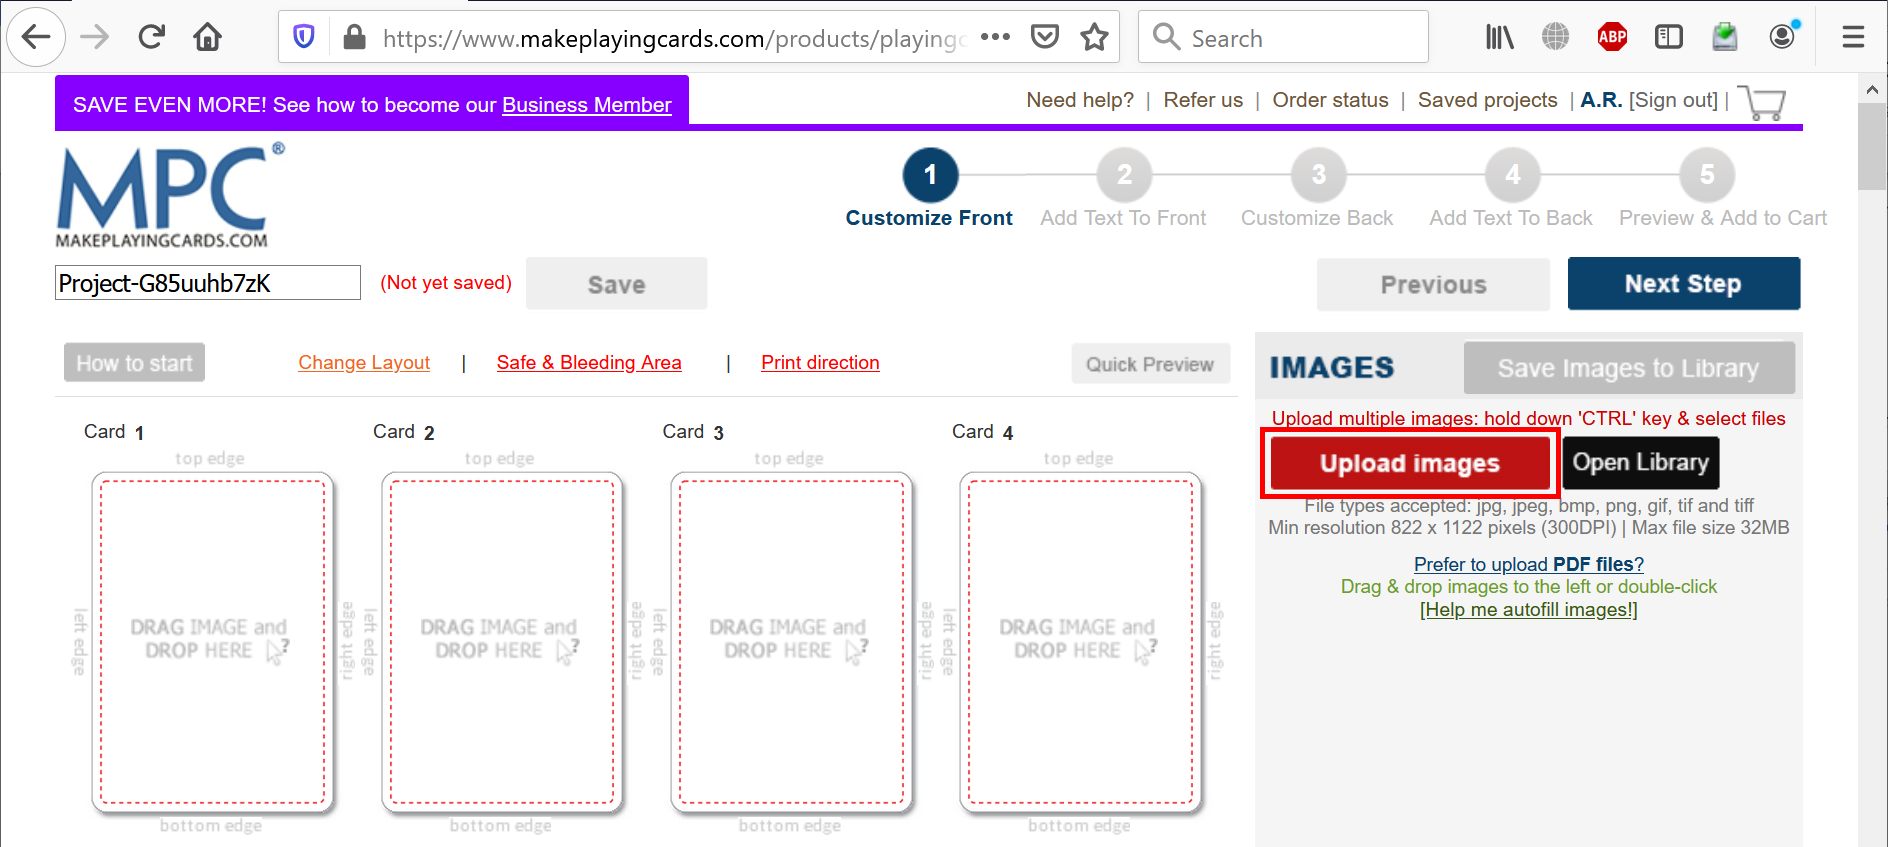 https://www.makeplayingcards.com/products/playingc
Search
ABP
SAVE EVEN MORE! See how to become our Business Member
Need help? | Refer us | Order status | Saved projects | A.R. [Sign out] |
MPC®
MAKEPLAYINGCARDS.COM
1 2 3 4 5
Customize Front Add Text To Front Customize Back Add Text To Back Preview & Add to Cart
Project-G85uuhb7zK (Not yet saved) Save Previous Next Step
How to start Change Layout | Safe & Bleeding Area | Print direction Quick Preview
IMAGES Save Images to Library
Upload multiple images: hold down 'CTRL' key & select files
Upload images Open Library
File types accepted: jpg, jpeg, bmp, png, gif, tif and tiff
Min resolution 822 x 1122 pixels (300DPI) | Max file size 32MB
Prefer to upload PDF files?
Drag & drop images to the left or double-click
[Help me autofill images!]
Card 1
top edge
left edge
DRAG IMAGE and
DROP HERE ?
right edge
bottom edge
Card 2
top edge
left edge
DRAG IMAGE and
DROP HERE ?
right edge
bottom edge
Card 3
top edge
left edge
DRAG IMAGE and
DROP HERE ?
right edge
bottom edge
Card 4
top edge
left edge
DRAG IMAGE and
DROP HERE ?
right edge
bottom edge